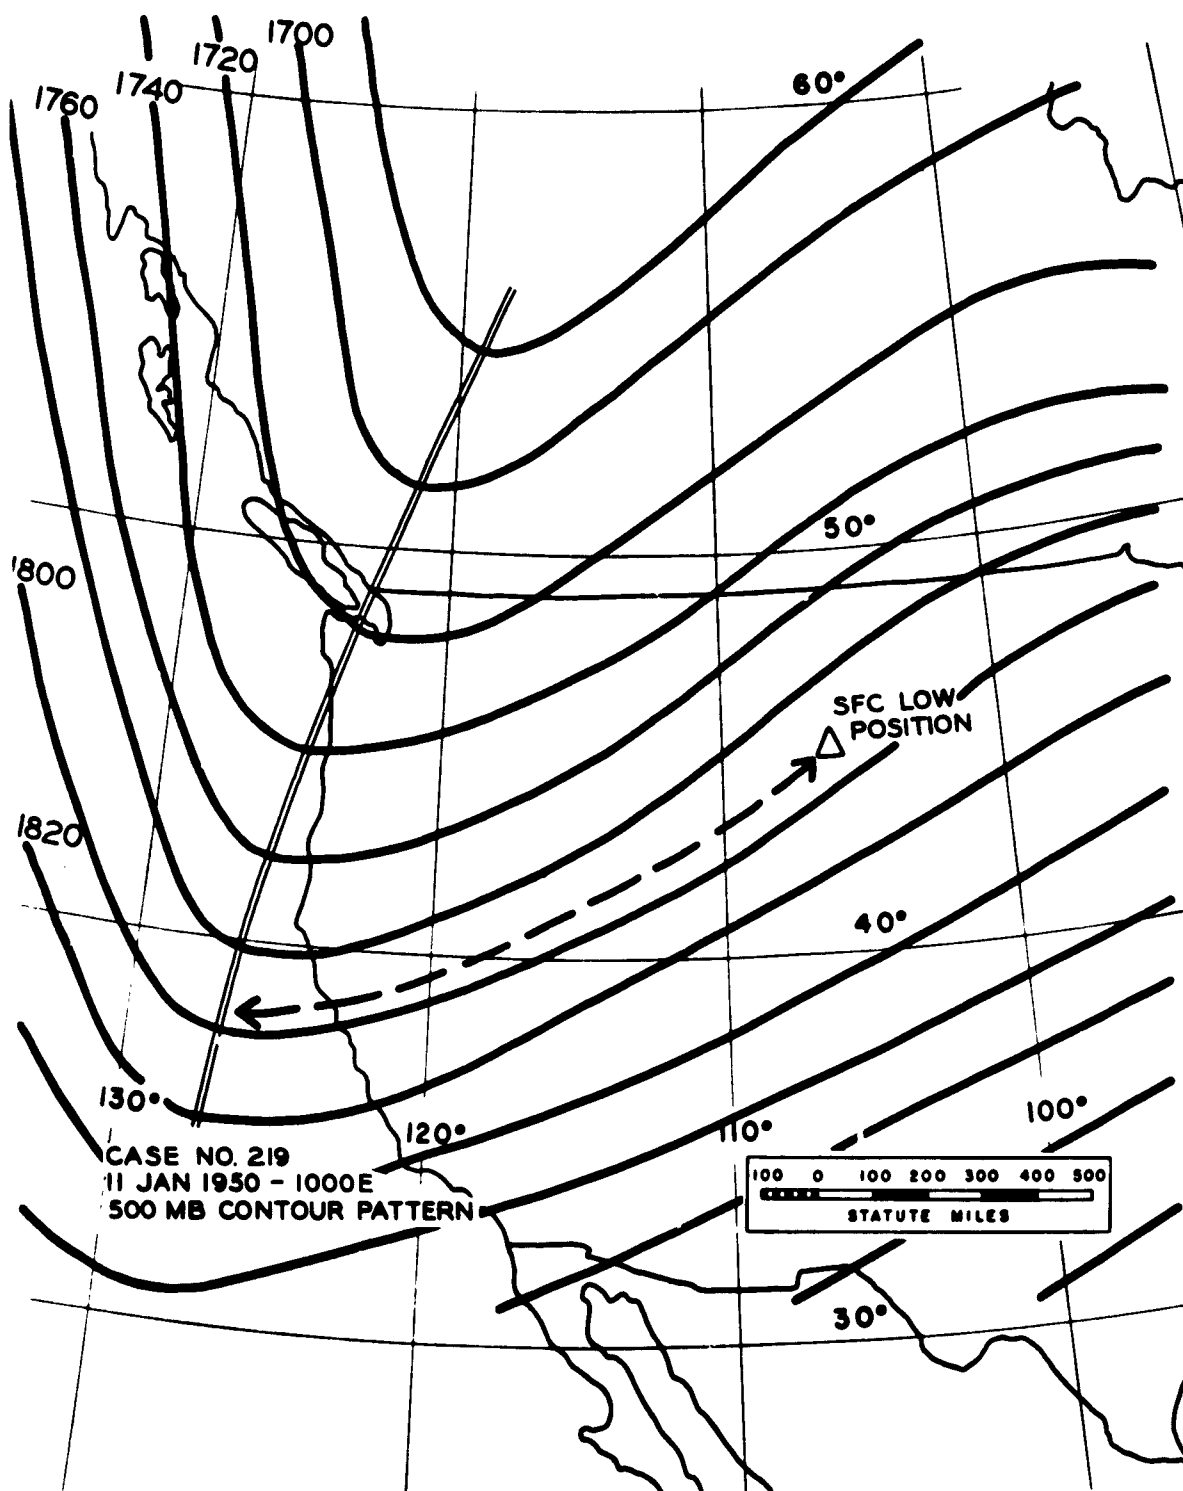 1700
1720
1740
1760
60°
50°
1800
SFC LOW
POSITION
1820
40°
130°
120°
110°
100°
CASE NO. 219
11 JAN 1950 - 1000E
500 MB CONTOUR PATTERN
100 0 100 200 300 400 500
STATUTE MILES
30°